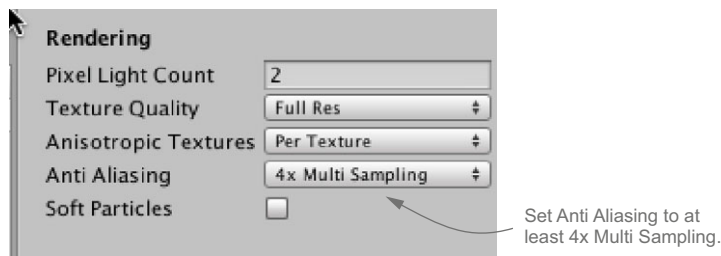 Rendering
Pixel Light Count 2
Texture Quality Full Res
Anisotropic Textures Per Texture
Anti Aliasing 4x Multi Sampling
Soft Particles
Set Anti Aliasing to at
least 4x Multi Sampling.